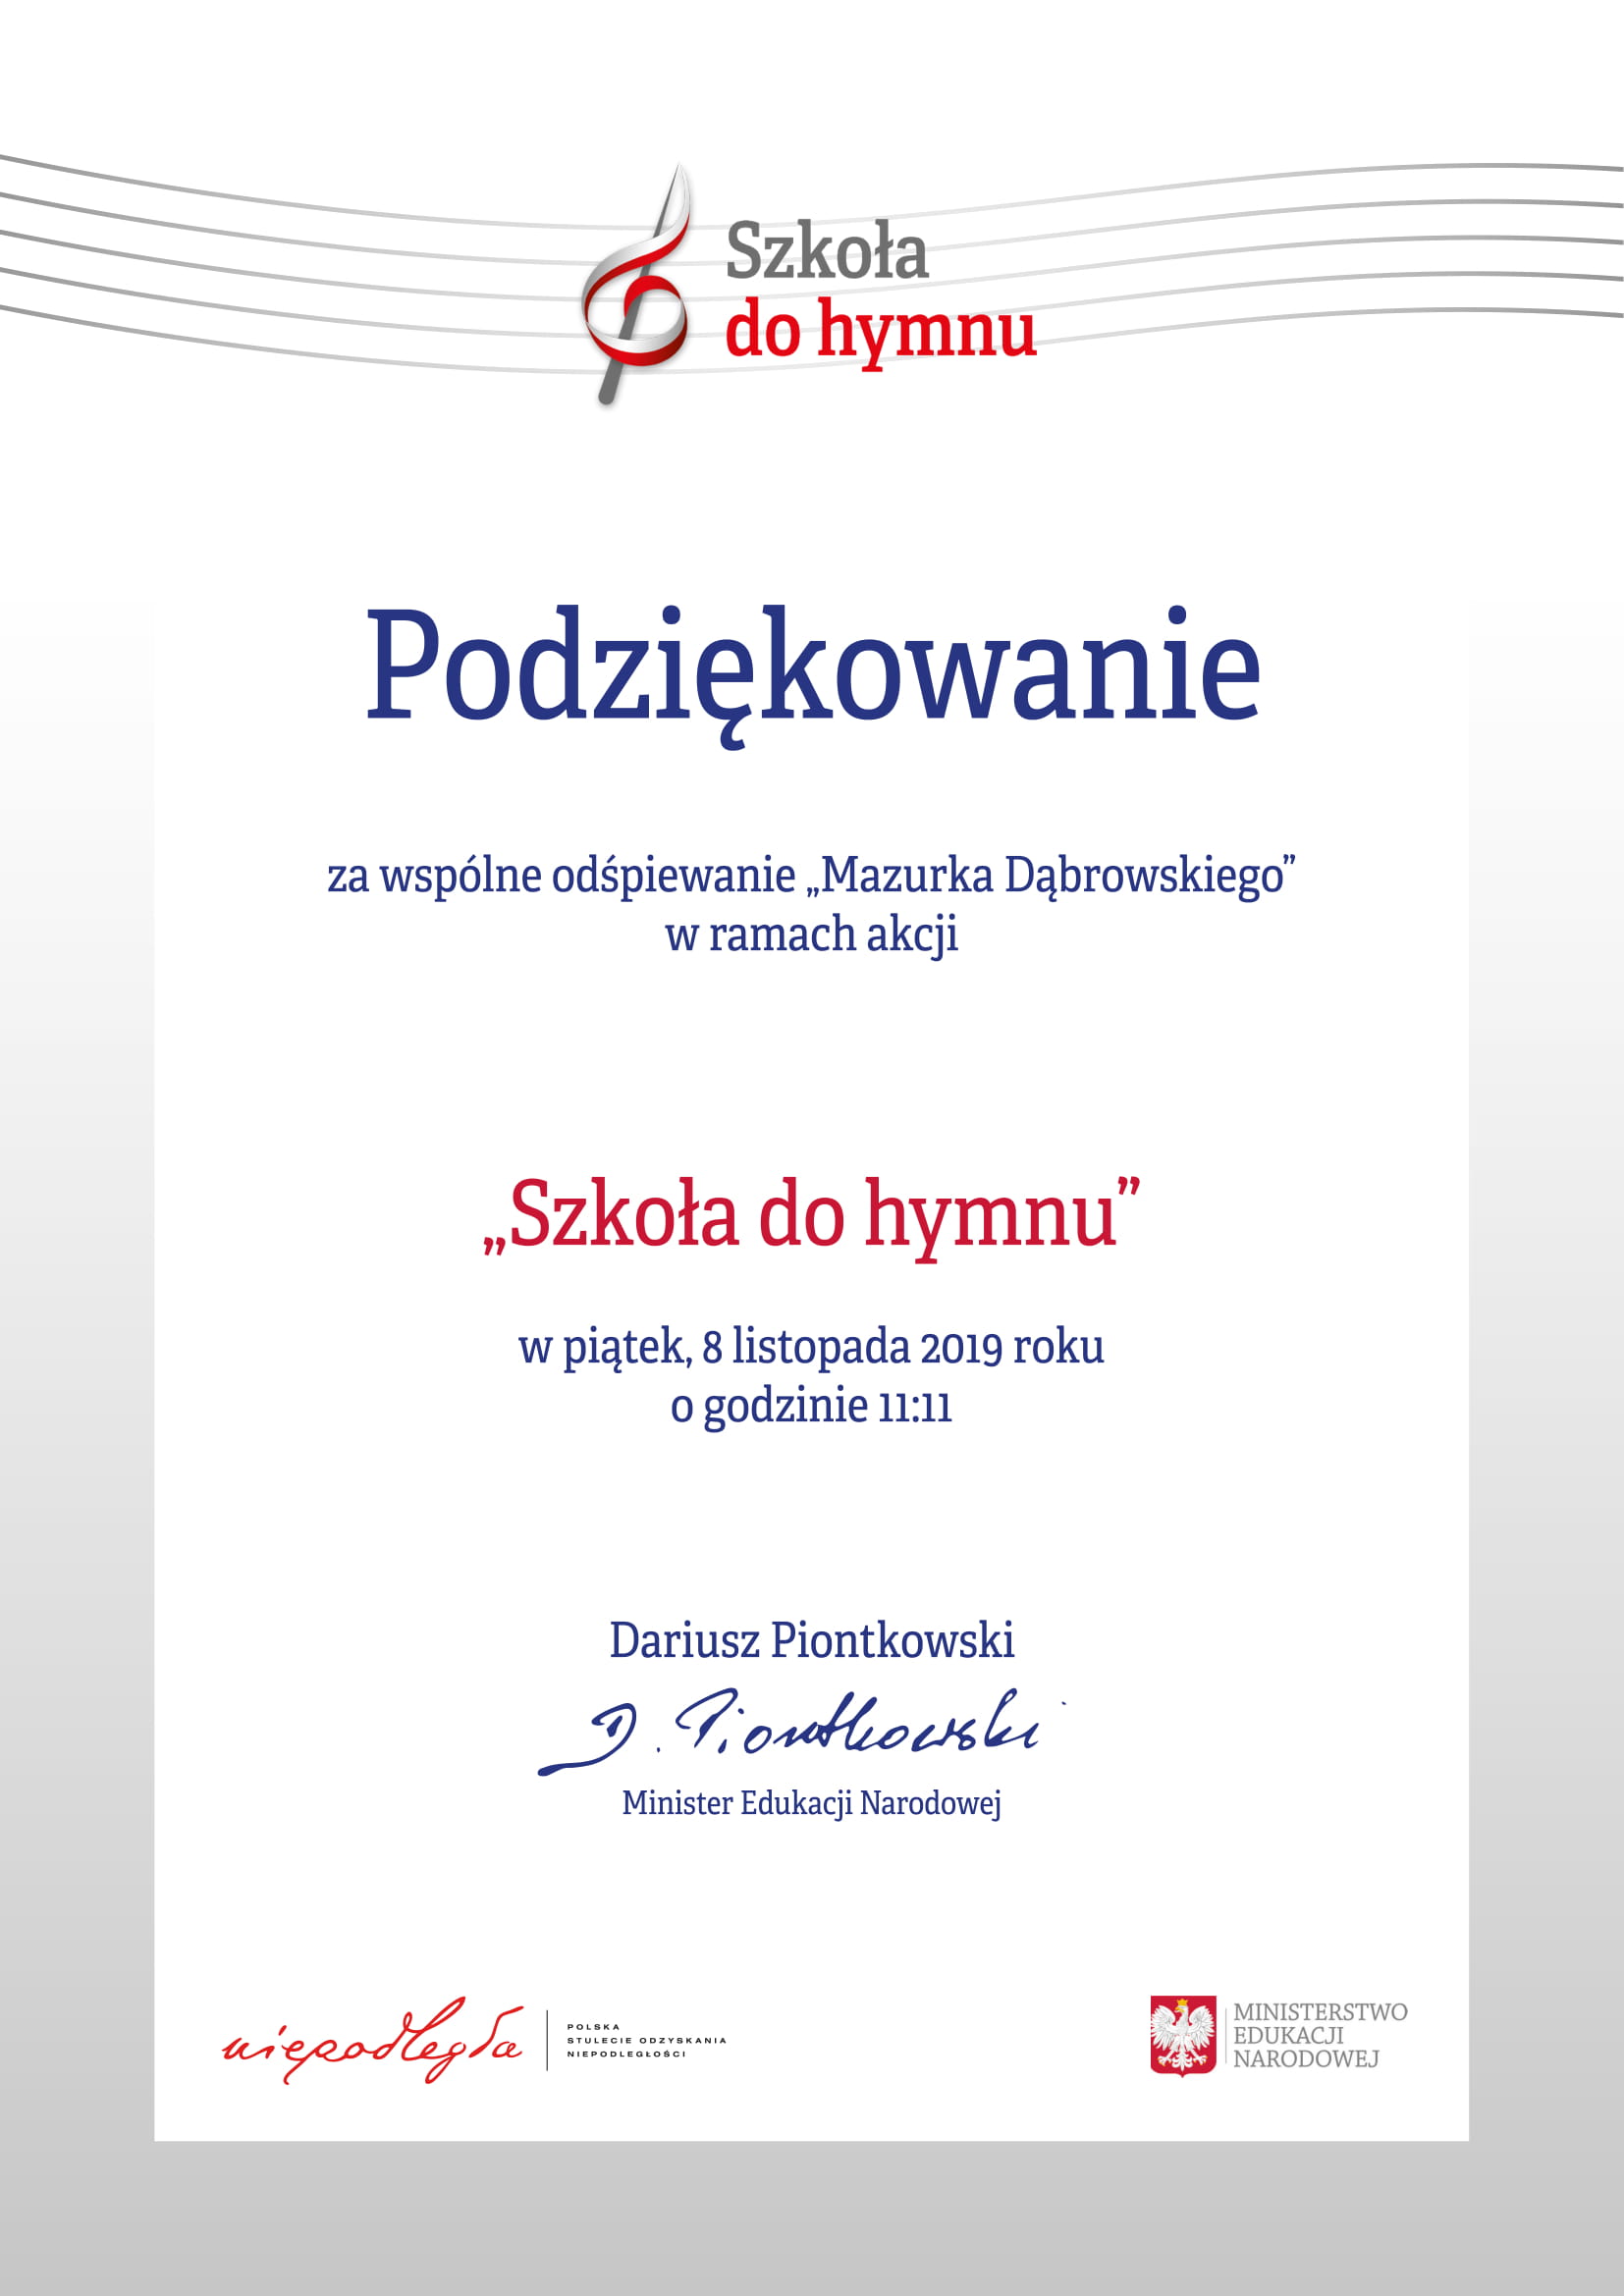 Szkoła
do hymnu
Podziękowanie
za wspólne odśpiewanie „Mazurka Dąbrowskiego”
w ramach akcji
„Szkoła do hymnu”
w piątek, 8 listopada 2019 roku
o godzinie 11:11
Dariusz Piontkowski
D. Piontkowski
Minister Edukacji Narodowej
niepodległa
POLSKA
STULECIE ODZYSKANIA
NIEPODLEGŁOŚCI
MINISTERSTWO
EDUKACJI
NARODOWEJ